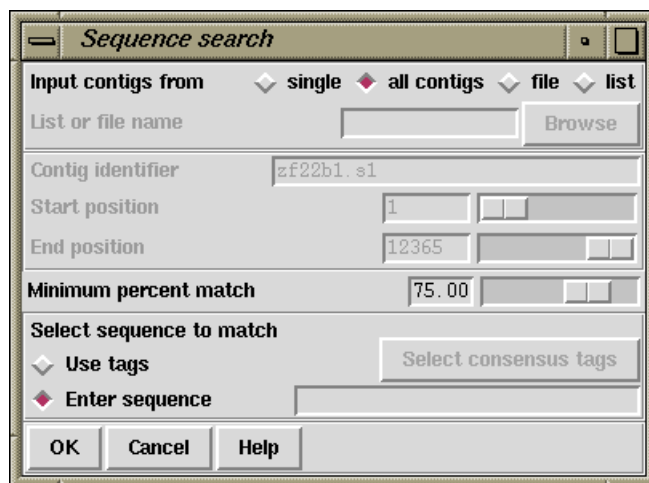 Sequence search
Input contigs from single all contigs file list
List or file name Browse
Contig identifier zf22b1.s1
Start position 1
End position 12365
Minimum percent match 75.00
Select sequence to match
Use tags Select consensus tags
Enter sequence
OK Cancel Help